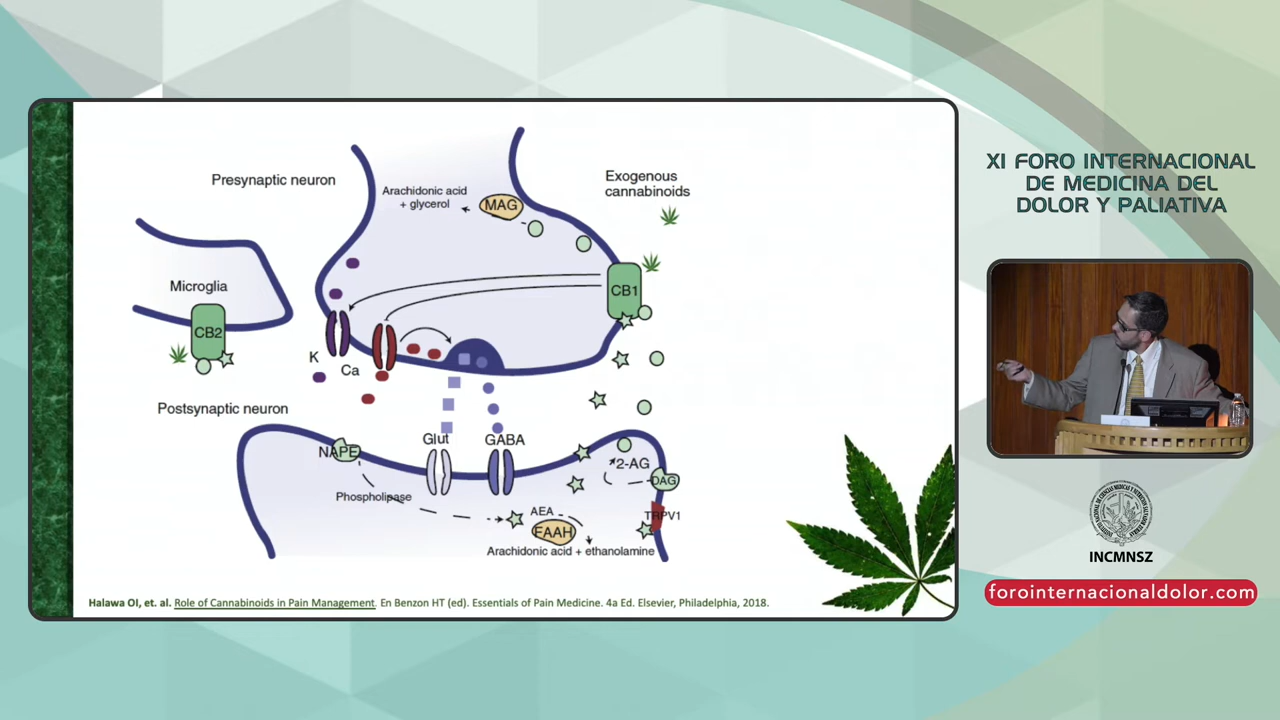 Presynaptic neuron
Arachidonic acid
+ glycerol
MAG
Exogenous
cannabinoids
Microglia
CB2
CB1
K
Ca
Postsynaptic neuron
NAPE
Glut
GABA
2-AG
DAG
Phospholipase
AEA
FAAH
TRPV1
Arachidonic acid + ethanolamine
Halawa OI, et. al. Role of Cannabinoids in Pain Management. En Benzon HT (ed). Essentials of Pain Medicine. 4a Ed. Elsevier, Philadelphia, 2018.
XI FORO INTERNACIONAL
DE MEDICINA DEL
DOLOR Y PALIATIVA
INCMNSZ
forointernacionaldolor.com